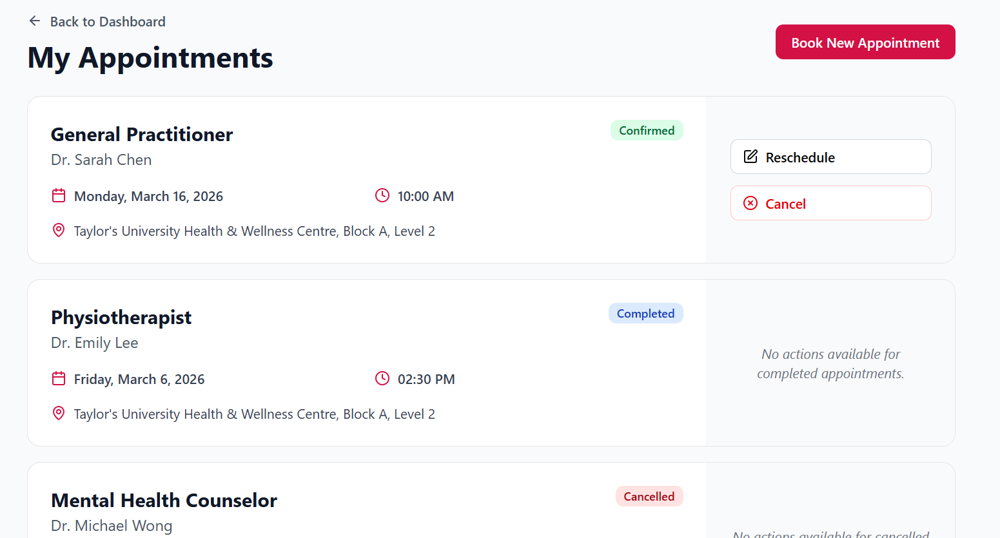 Back to Dashboard
My Appointments
Book New Appointment
General Practitioner
Confirmed
Dr. Sarah Chen
Monday, March 16, 2026
10:00 AM
Taylor's University Health & Wellness Centre, Block A, Level 2
Reschedule
Cancel
Physiotherapist
Completed
Dr. Emily Lee
Friday, March 6, 2026
02:30 PM
Taylor's University Health & Wellness Centre, Block A, Level 2
No actions available for
completed appointments.
Mental Health Counselor
Cancelled
Dr. Michael Wong
No actions available for cancelled